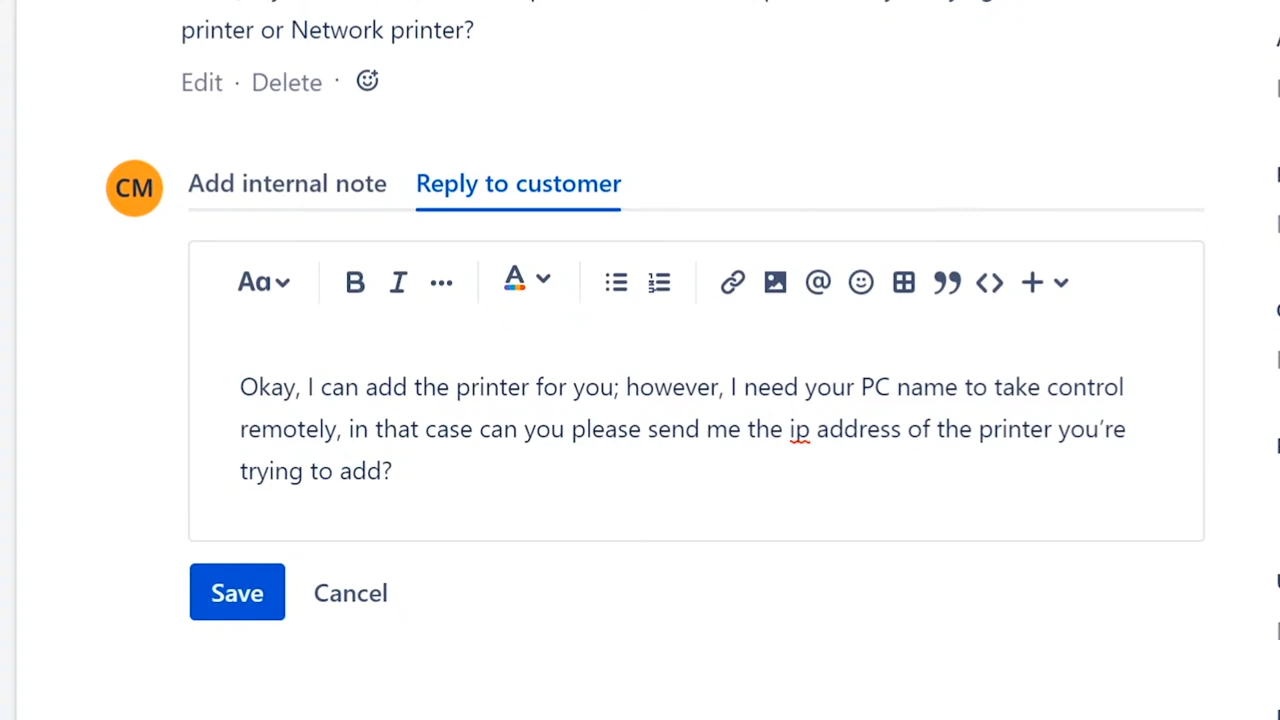 printer or Network printer?
Edit · Delete ·
CM Add internal note Reply to customer
Aa B I ... A
Okay, I can add the printer for you; however, I need your PC name to take control
remotely, in that case can you please send me the ip address of the printer you’re
trying to add?
Save Cancel